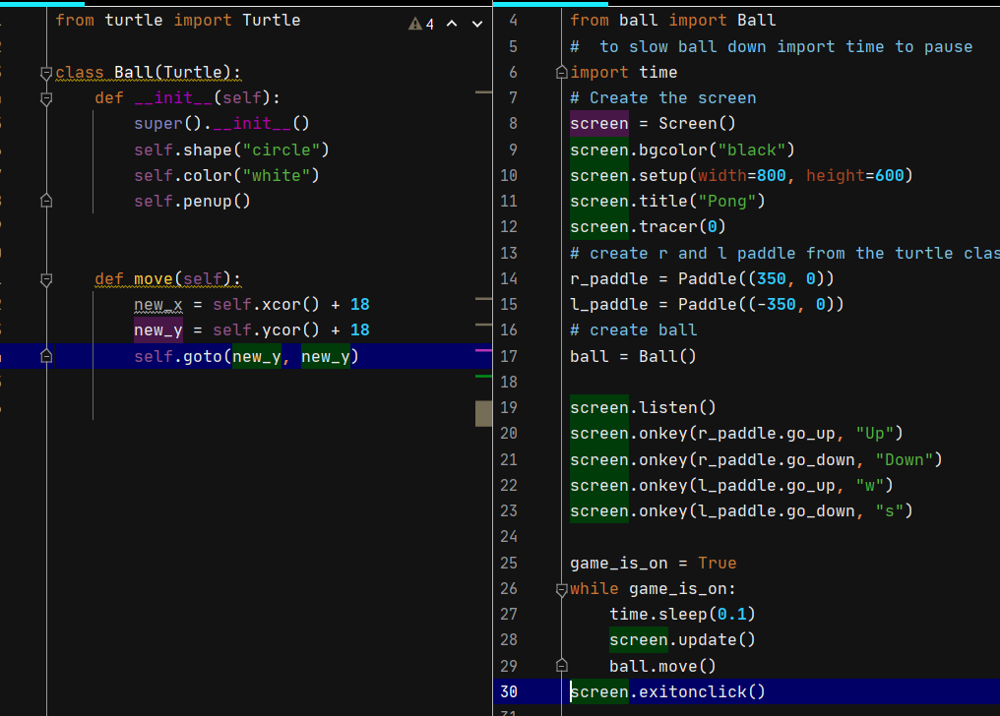 from turtle import Turtle
4
class Ball(Turtle):
def __init__(self):
super().__init__()
self.shape("circle")
self.color("white")
self.penup()
def move(self):
new_x = self.xcor() + 18
new_y = self.ycor() + 18
self.goto(new_y, new_y)
4 from ball import Ball
5 #  to slow ball down import time to pause
6 import time
7 # Create the screen
8 screen = Screen()
9 screen.bgcolor("black")
10 screen.setup(width=800, height=600)
11 screen.title("Pong")
12 screen.tracer(0)
13 # create r and l paddle from the turtle clas
14 r_paddle = Paddle((350, 0))
15 l_paddle = Paddle((-350, 0))
16 # create ball
17 ball = Ball()
18
19 screen.listen()
20 screen.onkey(r_paddle.go_up, "Up")
21 screen.onkey(r_paddle.go_down, "Down")
22 screen.onkey(l_paddle.go_up, "w")
23 screen.onkey(l_paddle.go_down, "s")
24
25 game_is_on = True
26 while game_is_on:
27 time.sleep(0.1)
28 screen.update()
29 ball.move()
30 screen.exitonclick()